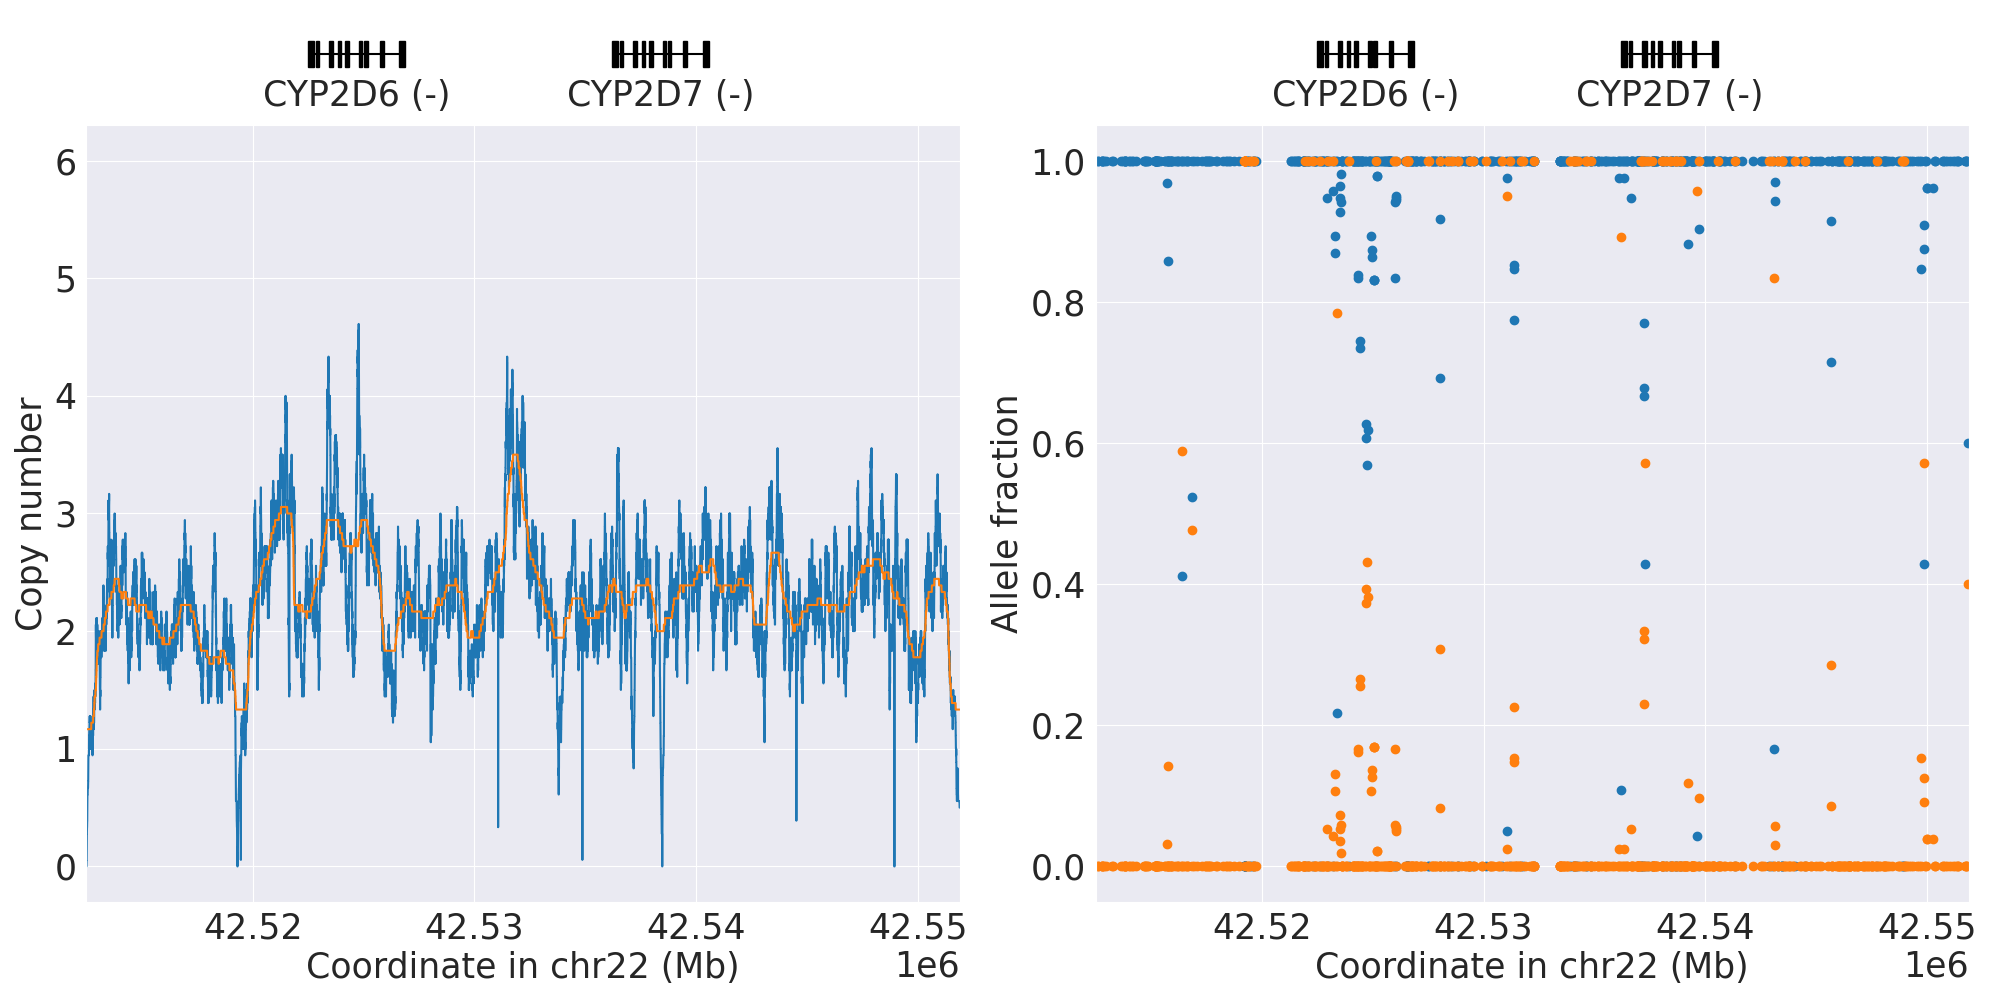 CYP2D6 (-) CYP2D7 (-)
6
5
4
3
2
1
0
Copy number
42.52 42.53 42.54 42.55
Coordinate in chr22 (Mb)
1e6
CYP2D6 (-) CYP2D7 (-)
1.0
0.8
0.6
0.4
0.2
0.0
Allele fraction
42.52 42.53 42.54 42.55
Coordinate in chr22 (Mb)
1e6